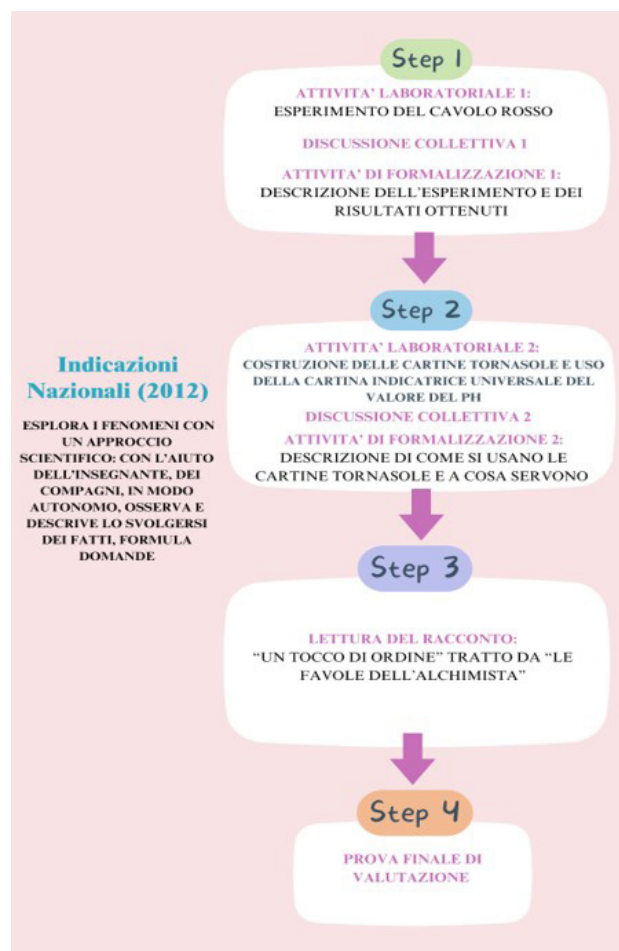 Step 1
ATTIVITA' LABORATORIALE 1:
ESPERIMENTO DEL CAVOLO ROSSO
DISCUSSIONE COLLETTIVA 1
ATTIVITA' DI FORMALIZZAZIONE 1:
DESCRIZIONE DELL'ESPERIMENTO E DEI
RISULTATI OTTENUTI
Step 2
ATTIVITA' LABORATORIALE 2:
COSTRUZIONE DELLE CARTINE TORNASOLE E USO
DELLA CARTINA INDICATRICE UNIVERSALE DEL
VALORE DEL PH
DISCUSSIONE COLLETTIVA 2
ATTIVITA' DI FORMALIZZAZIONE 2:
DESCRIZIONE DI COME SI USANO LE
CARTINE TORNASOLE E A COSA SERVONO
Indicazioni
Nazionali (2012)
ESPLORA I FENOMENI CON
UN APPROCCIO
SCIENTIFICO: CON L'AIUTO
DELL'INSEGNANTE, DEI
COMPAGNI, IN MODO
AUTONOMO, OSSERVA E
DESCRIVE LO SVOLGERSI
DEI FATTI, FORMULA
DOMANDE
Step 3
LETTURA DEL RACCONTO:
“UN TOCCO DI ORDINE” TRATTO DA “LE
FAVOLE DELL'ALCHIMISTA”
Step 4
PROVA FINALE DI
VALUTAZIONE